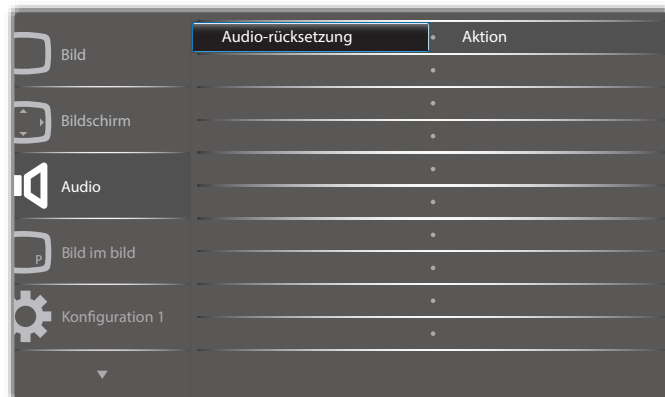 Audio-rücksetzung Aktion
Bild
Bildschirm
Audio
Bild im bild
P
Konfiguration 1